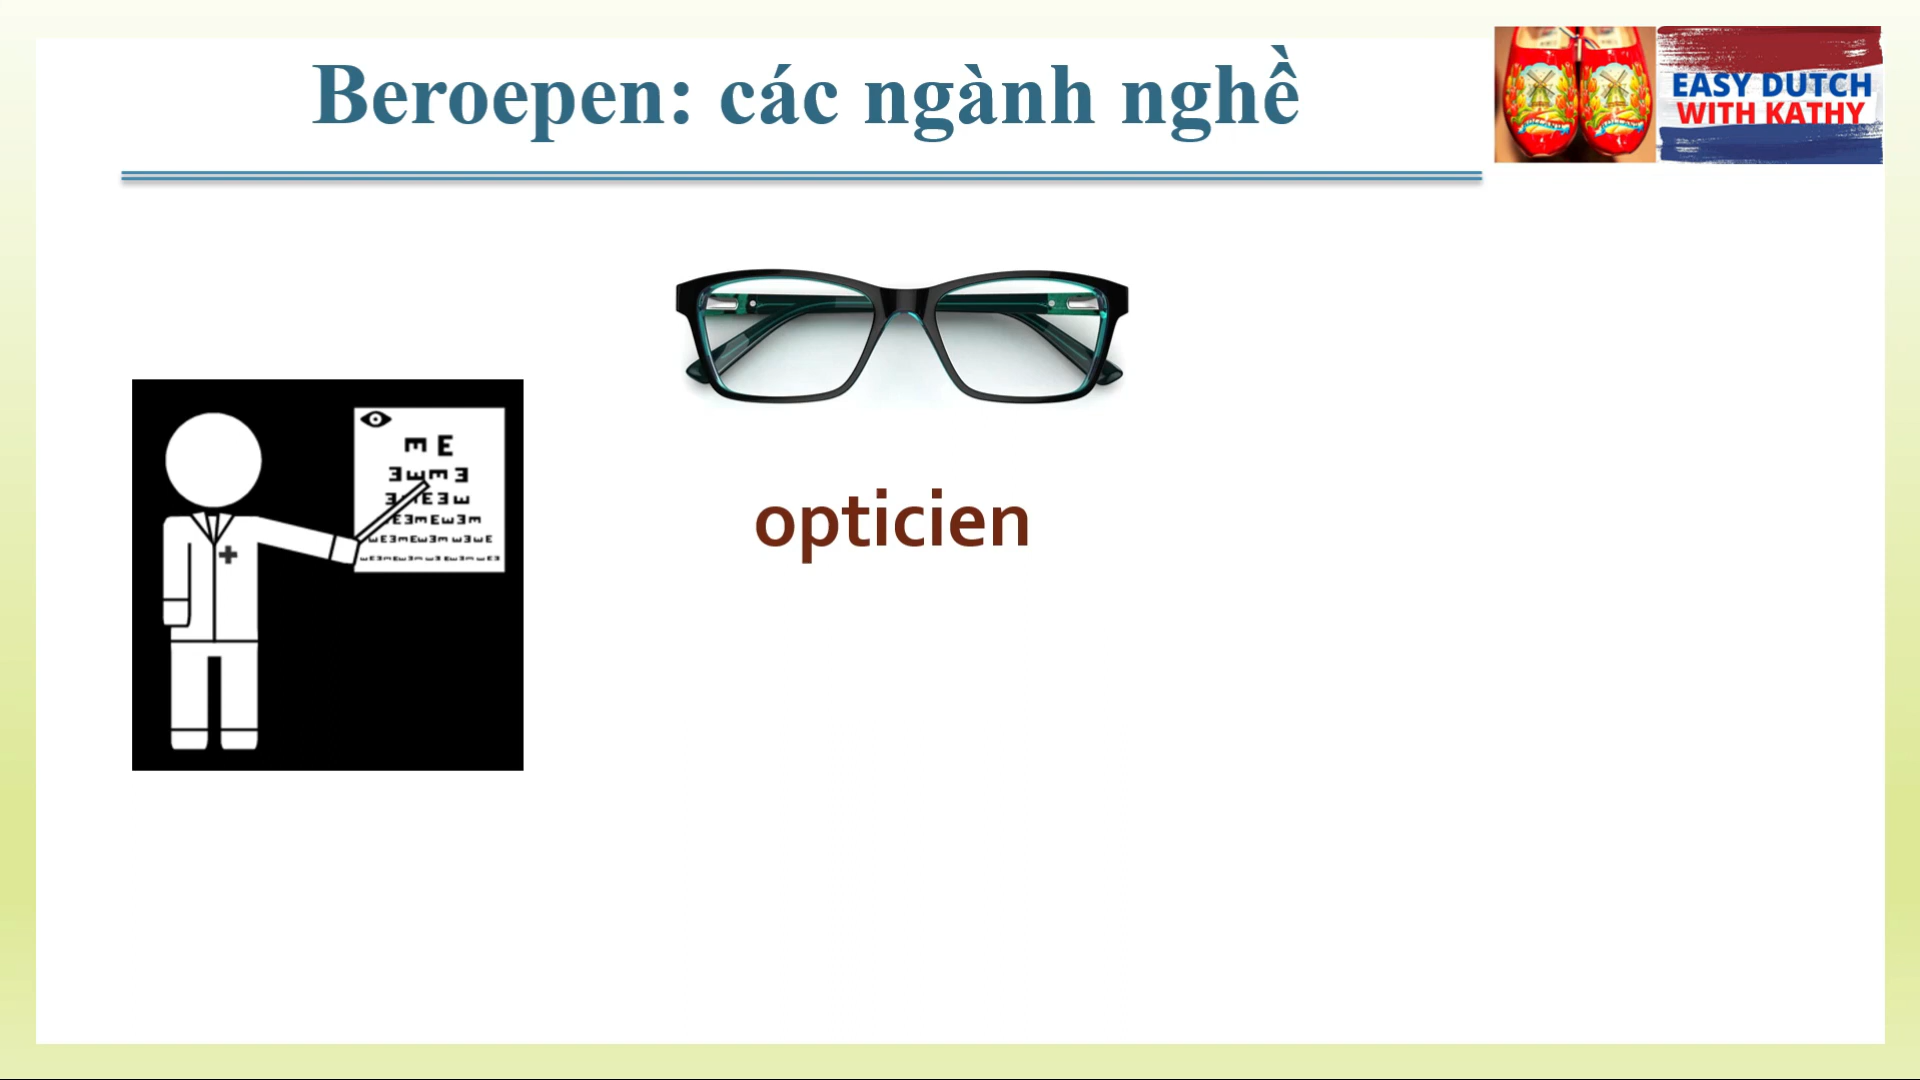 Beroepen: các ngành nghề
EASY DUTCH
WITH KATHY
opticien